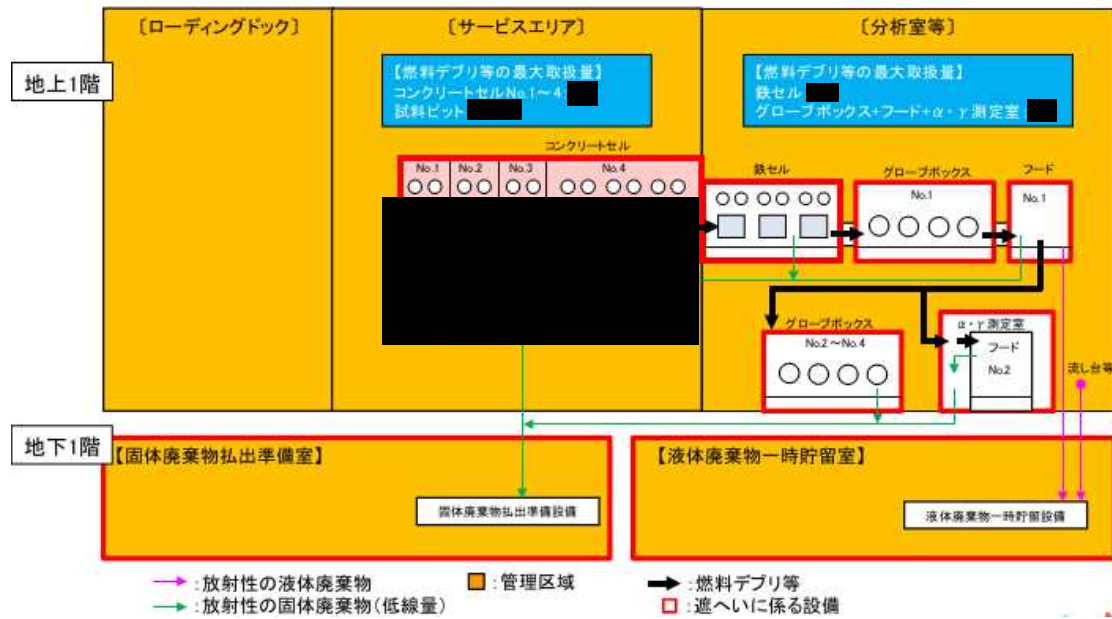 〔ローディングドック〕
〔サービスエリア〕
〔分析室等〕
地上1階
【燃料デブリ等の最大取扱量】
コンクリートセルNo.1～4:
試料ピット
【燃料デブリ等の最大取扱量】
鉄セル
グローブボックス+フード+α・γ測定室:
コンクリートセル
No.1
No.2
No.3
No.4
鉄セル
グローブボックス
No.1
フード
No.1
グローブボックス
No.2～No.4
α・γ測定室
フード
No.2
流し台等
地下1階
【固体廃棄物払出準備室】
固体廃棄物払出準備設備
【液体廃棄物一時貯留室】
液体廃棄物一時貯留設備
:放射性の液体廃棄物
:管理区域
:燃料デブリ等
:放射性の固体廃棄物(低線量)
:遮へいに係る設備